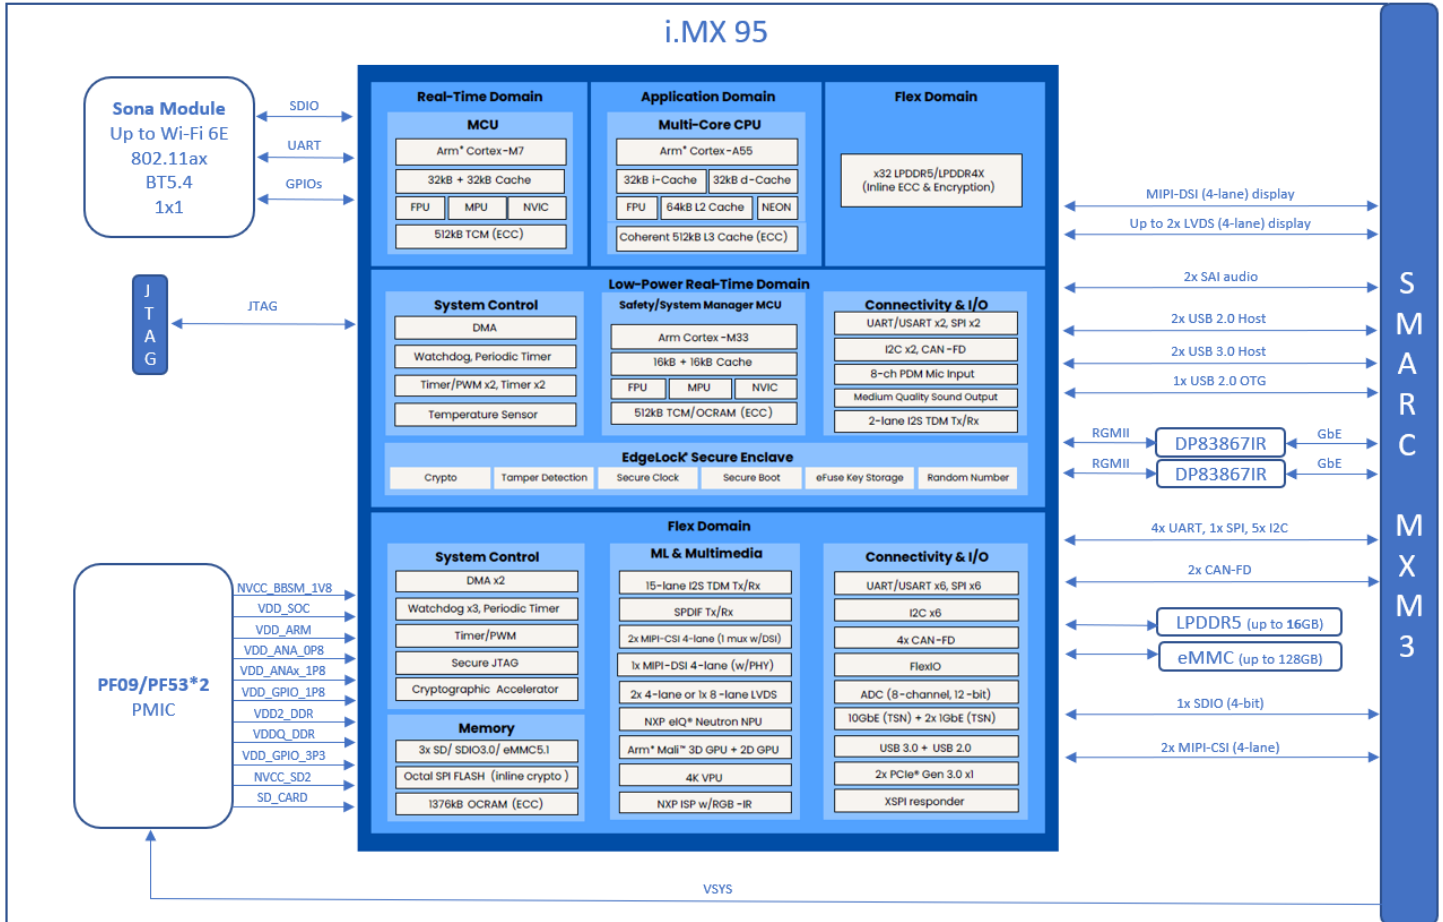 i.MX 95
Sona Module
Up to Wi-Fi 6E
802.11ax
BT5.4
1x1
SDIO
UART
GPIOs
JTAG
JTAG
PF09/PF53*2
PMIC
NVCC_BBSM_1V8
VDD_SOC
VDD_ARM
VDD_ANA_0P8
VDD_ANAx_1P8
VDD_GPIO_1P8
VDD2_DDR
VDDQ_DDR
VDD_GPIO_3P3
NVCC_SD2
SD_CARD
VSYS
Real-Time Domain
MCU
Arm® Cortex-M7
32kB + 32kB Cache
FPU
MPU
NVIC
512kB TCM (ECC)
Application Domain
Multi-Core CPU
Arm® Cortex-A55
32kB i-Cache
32kB d-Cache
FPU
64kB L2 Cache
NEON
Coherent 512kB L3 Cache (ECC)
Flex Domain
x32 LPDDR5/LPDDR4X
(Inline ECC & Encryption)
Low-Power Real-Time Domain
System Control
DMA
Watchdog, Periodic Timer
Timer/PWM x2, Timer x2
Temperature Sensor
Safety/System Manager MCU
Arm Cortex -M33
16kB + 16kB Cache
FPU
MPU
NVIC
512kB TCM/OCRAM (ECC)
Connectivity & I/O
UART/USART x2, SPI x2
I2C x2, CAN -FD
8-ch PDM Mic Input
Medium Quality Sound Output
2-lane I2S TDM Tx/Rx
EdgeLock® Secure Enclave
Crypto
Tamper Detection
Secure Clock
Secure Boot
eFuse Key Storage
Random Number
Flex Domain
System Control
DMA x2
Watchdog x3, Periodic Timer
Timer/PWM
Secure JTAG
Cryptographic Accelerator
Memory
3x SD/ SDIO3.0/ eMMC5.1
Octal SPI FLASH (inline crypto )
1376kB OCRAM (ECC)
ML & Multimedia
15-lane I2S TDM Tx/Rx
SPDIF Tx/Rx
2x MIPI-CSI 4-lane (1 mux w/DSI)
1x MIPI-DSI 4-lane (w/PHY)
2x 4-lane or 1x 8 -lane LVDS
NXP eIQ® Neutron NPU
Arm® Mali™ 3D GPU + 2D GPU
4K VPU
NXP ISP w/RGB -IR
Connectivity & I/O
UART/USART x6, SPI x6
I2C x6
4x CAN-FD
FlexIO
ADC (8-channel, 12 -bit)
10GbE (TSN) + 2x 1GbE (TSN)
USB 3.0 + USB 2.0
2x PCIe® Gen 3.0 x1
XSPI responder
MIPI-DSI (4-lane) display
Up to 2x LVDS (4-lane) display
2x SAI audio
2x USB 2.0 Host
2x USB 3.0 Host
1x USB 2.0 OTG
RGMII
DP83867IR
GbE
RGMII
DP83867IR
GbE
4x UART, 1x SPI, 5x I2C
2x CAN-FD
LPDDR5 (up to 16GB)
eMMC (up to 128GB)
1x SDIO (4-bit)
2x MIPI-CSI (4-lane)
SMARC MXM3